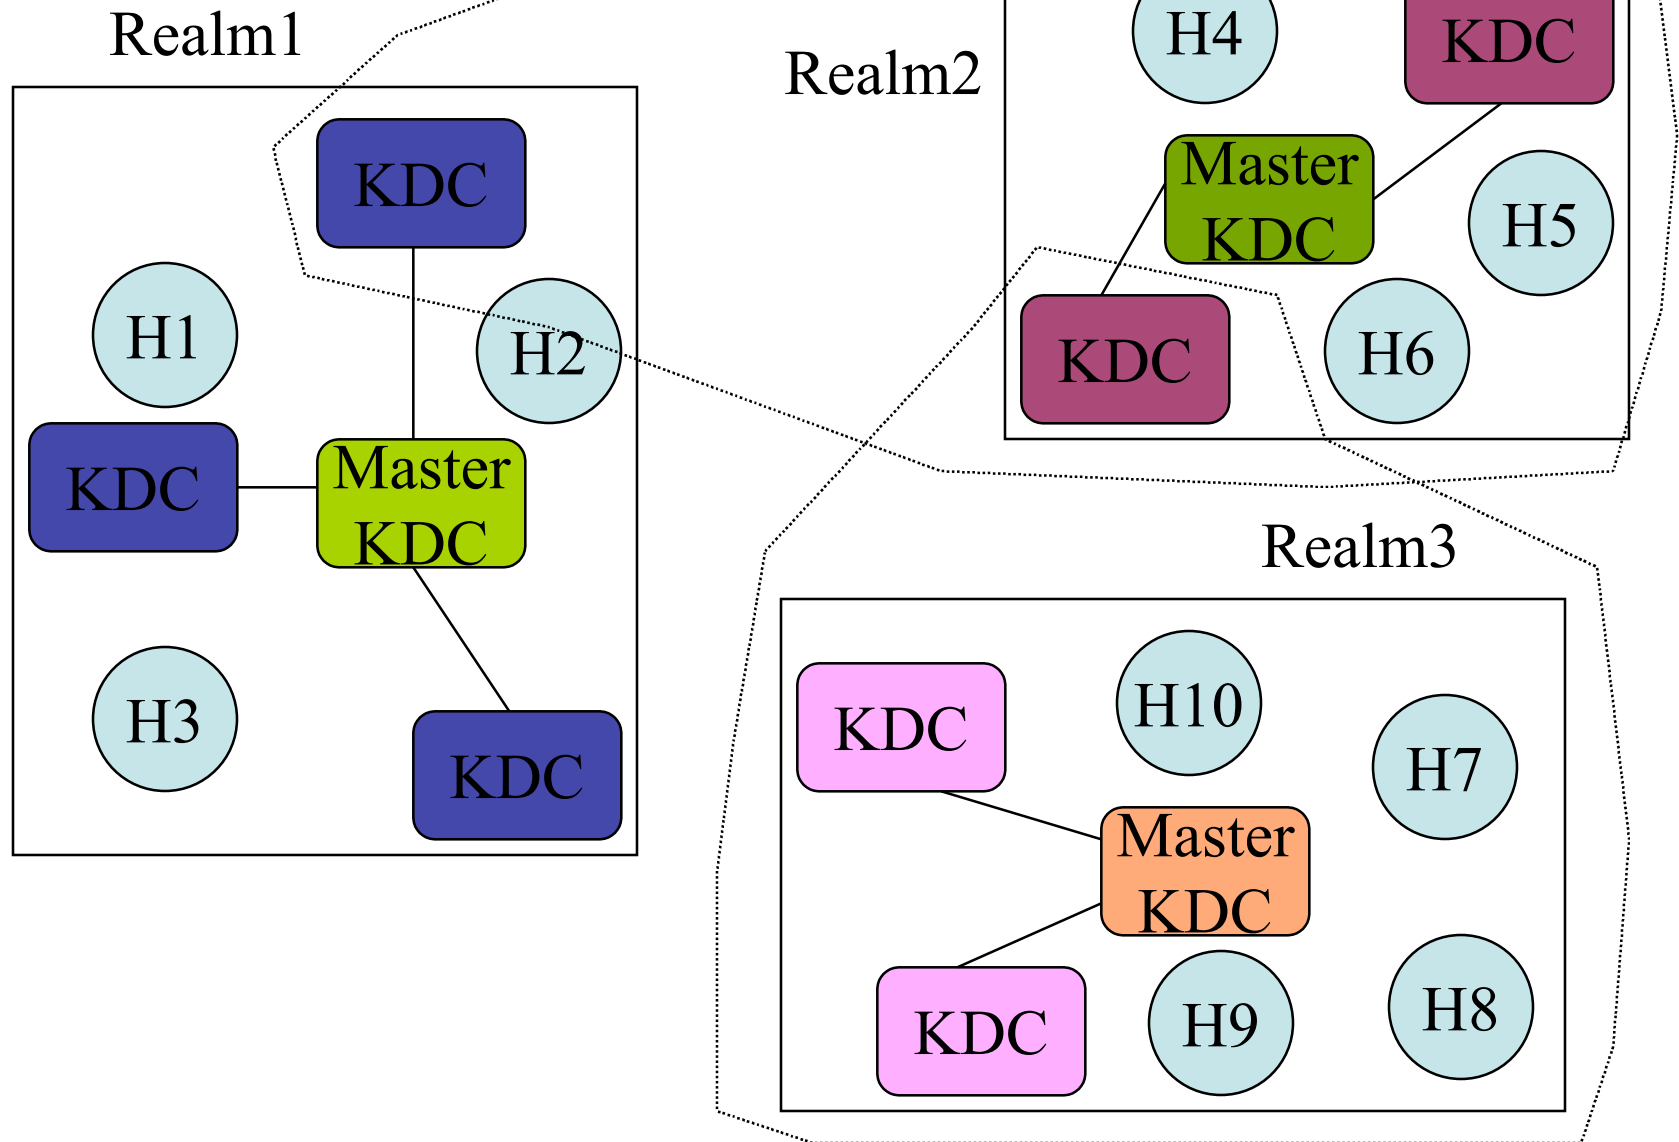 Realm1
KDC
H1
H2
KDC
Master
KDC
H3
KDC
Realm2
H4
KDC
Master
KDC
H5
KDC
H6
Realm3
KDC
H10
H7
Master
KDC
KDC
H9
H8